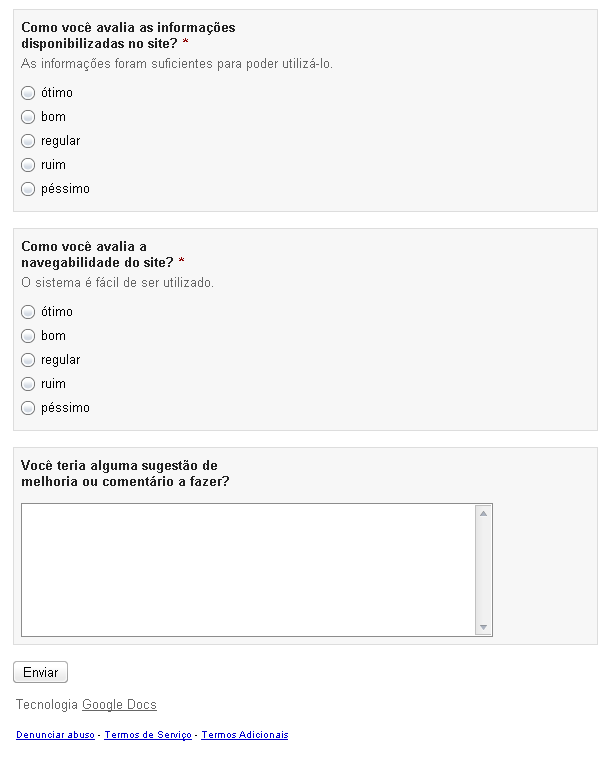 Como você avalia as informações
disponibilizadas no site? *
As informações foram suficientes para poder utilizá-lo.
ótimo
bom
regular
ruim
péssimo
Como você avalia a
navegabilidade do site? *
O sistema é fácil de ser utilizado.
ótimo
bom
regular
ruim
péssimo
Você teria alguma sugestão de
melhoria ou comentário a fazer?
Enviar
Tecnologia Google Docs
Denunciar abuso - Termos de Serviço - Termos Adicionais